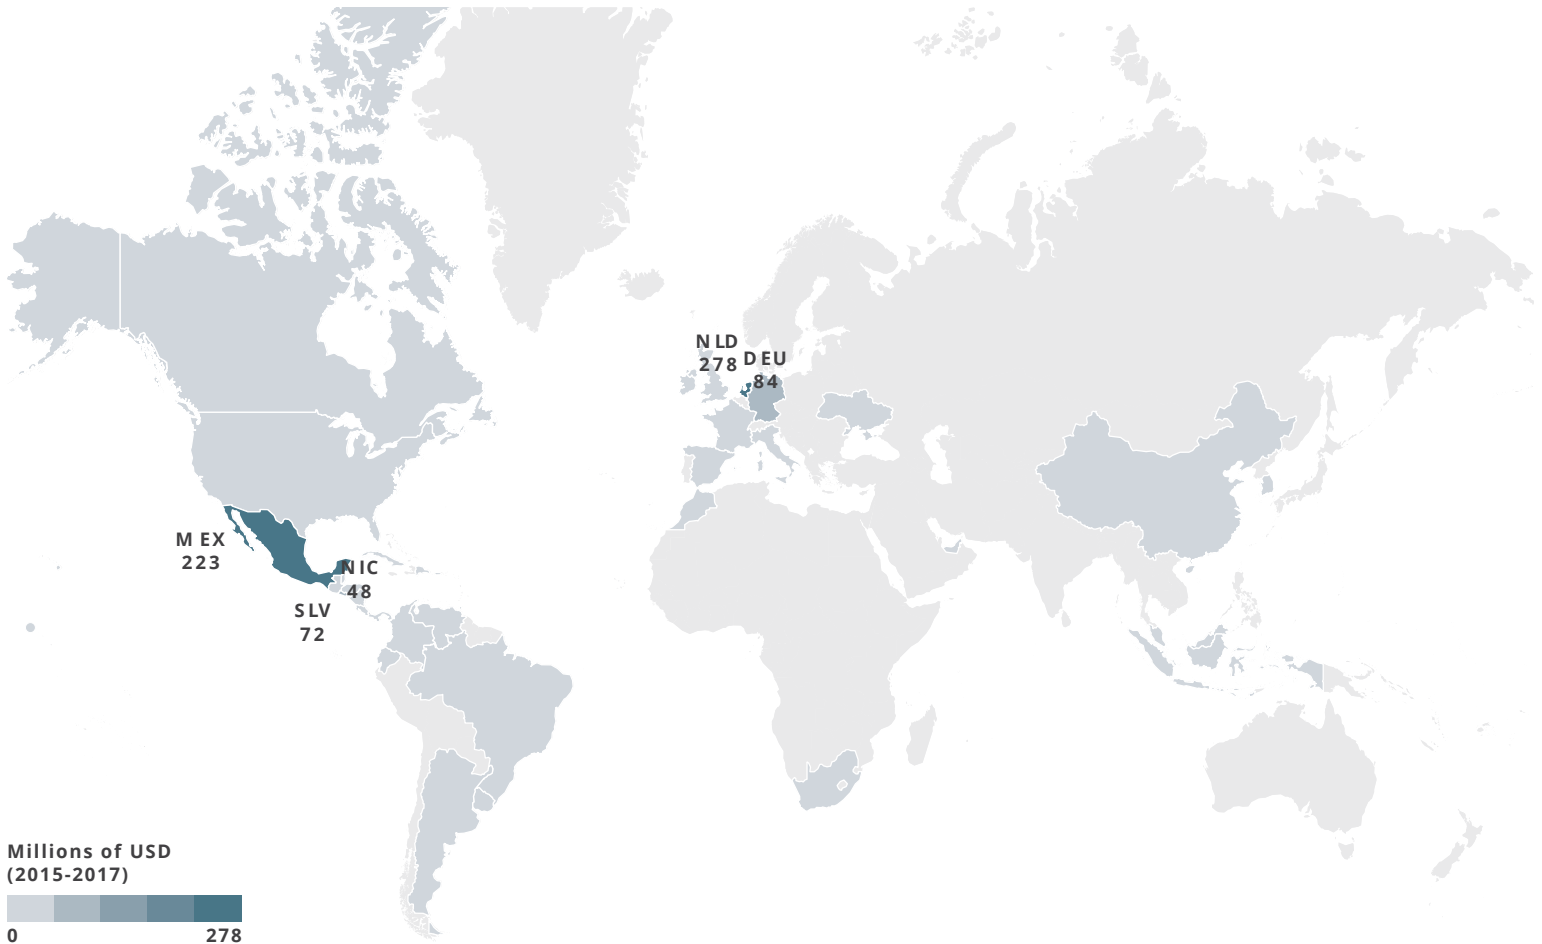 NLD
278
DEU
84
MEX
223
NIC
48
SLV
72
Millions of USD
(2015-2017)
0 278